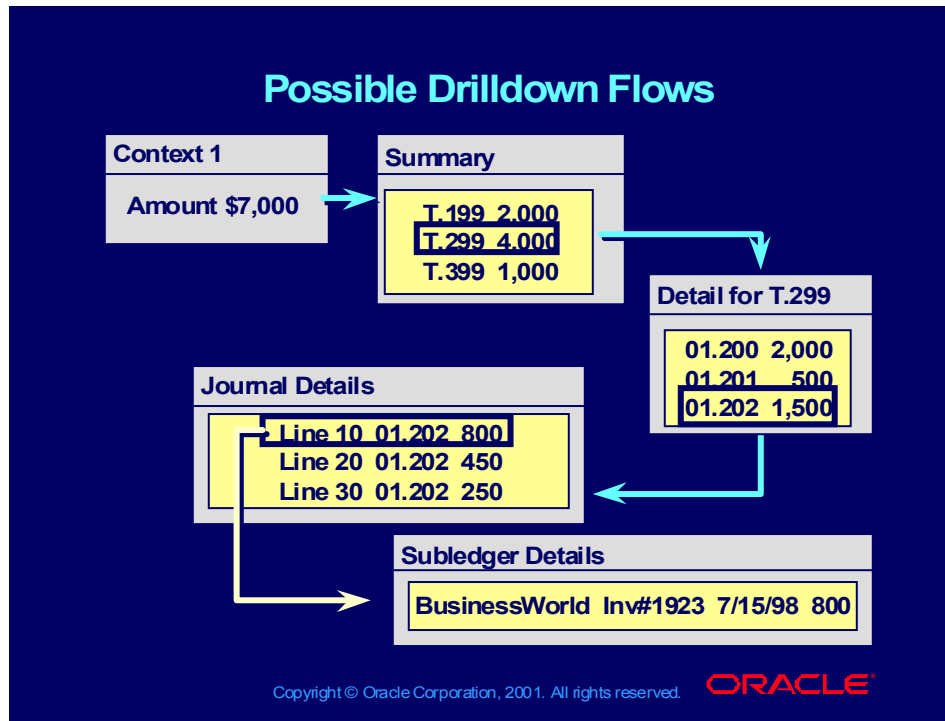 Possible Drilldown Flows
Context 1
Amount $7,000
Summary
T.199 2,000
T.299 4,000
T.399 1,000
Detail for T.299
01.200 2,000
01.201 500
01.202 1,500
Journal Details
Line 10 01.202 800
Line 20 01.202 450
Line 30 01.202 250
Subledger Details
BusinessWorld Inv#1923 7/15/98 800
Copyright © Oracle Corporation, 2001. All rights reserved.
ORACLE®